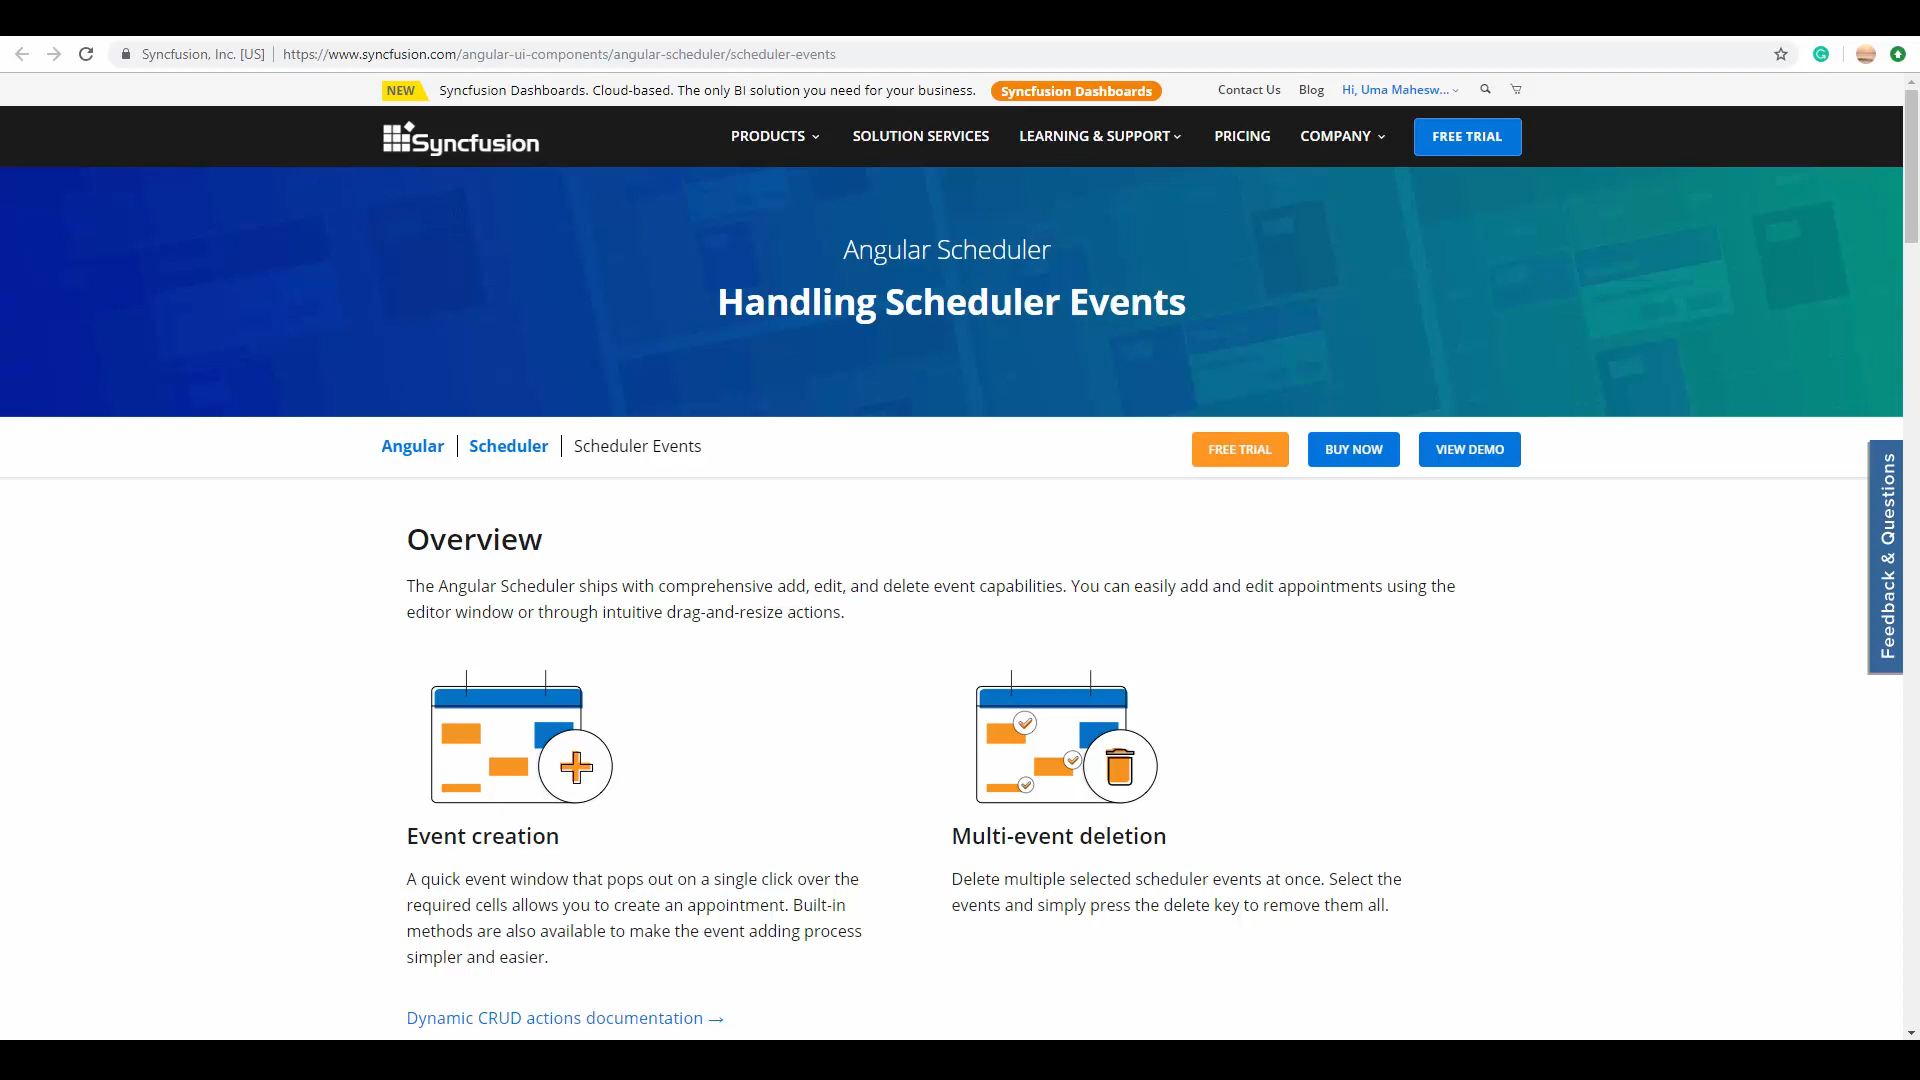 Syncfusion, Inc. [US] | https://www.syncfusion.com/angular-ui-components/angular-scheduler/scheduler-events
NEW Syncfusion Dashboards. Cloud-based. The only BI solution you need for your business. Syncfusion Dashboards Contact Us Blog Hi, Uma Mahesw...
Syncfusion PRODUCTS SOLUTION SERVICES LEARNING & SUPPORT PRICING COMPANY FREE TRIAL
Angular Scheduler
Handling Scheduler Events
Angular | Scheduler | Scheduler Events FREE TRIAL BUY NOW VIEW DEMO
Feedback & Questions
Overview
The Angular Scheduler ships with comprehensive add, edit, and delete event capabilities. You can easily add and edit appointments using the
editor window or through intuitive drag-and-resize actions.
Event creation
A quick event window that pops out on a single click over the
required cells allows you to create an appointment. Built-in
methods are also available to make the event adding process
simpler and easier.
Dynamic CRUD actions documentation →
Multi-event deletion
Delete multiple selected scheduler events at once. Select the
events and simply press the delete key to remove them all.